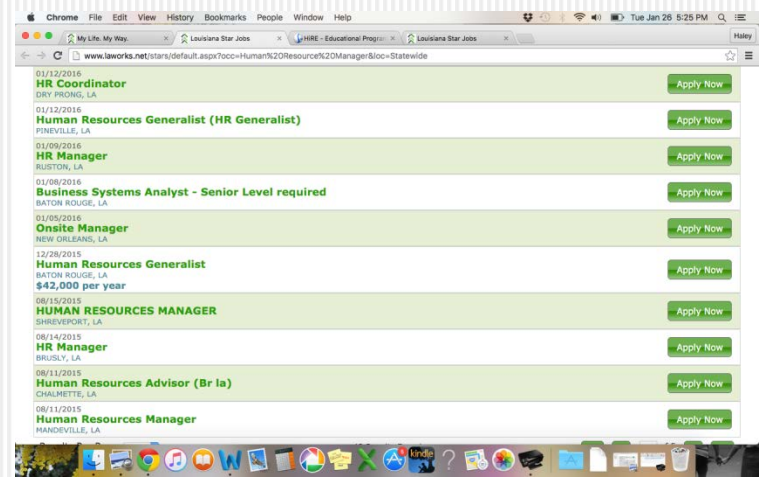 Chrome File Edit View History Bookmarks People Window Help Tue Jan 26 5:25 PM
My Life. My Way. Louisiana Star Jobs HiRE - Educational Program Louisiana Star Jobs Haley
www.laworks.net/stars/default.aspx?occ=Human%20Resource%20Manager&loc=Statewide
01/12/2016
HR Coordinator
DRY PRONG, LA
Apply Now
01/12/2016
Human Resources Generalist (HR Generalist)
PINEVILLE, LA
Apply Now
01/09/2016
HR Manager
RUSTON, LA
Apply Now
01/08/2016
Business Systems Analyst - Senior Level required
BATON ROUGE, LA
Apply Now
01/05/2016
Onsite Manager
NEW ORLEANS, LA
Apply Now
12/28/2015
Human Resources Generalist
BATON ROUGE, LA
$42,000 per year
Apply Now
08/15/2015
HUMAN RESOURCES MANAGER
SHREVEPORT, LA
Apply Now
08/14/2015
HR Manager
BRUSLY, LA
Apply Now
08/11/2015
Human Resources Advisor (Br la)
CHALMETTE, LA
Apply Now
08/11/2015
Human Resources Manager
MANDEVILLE, LA
Apply Now
kindle